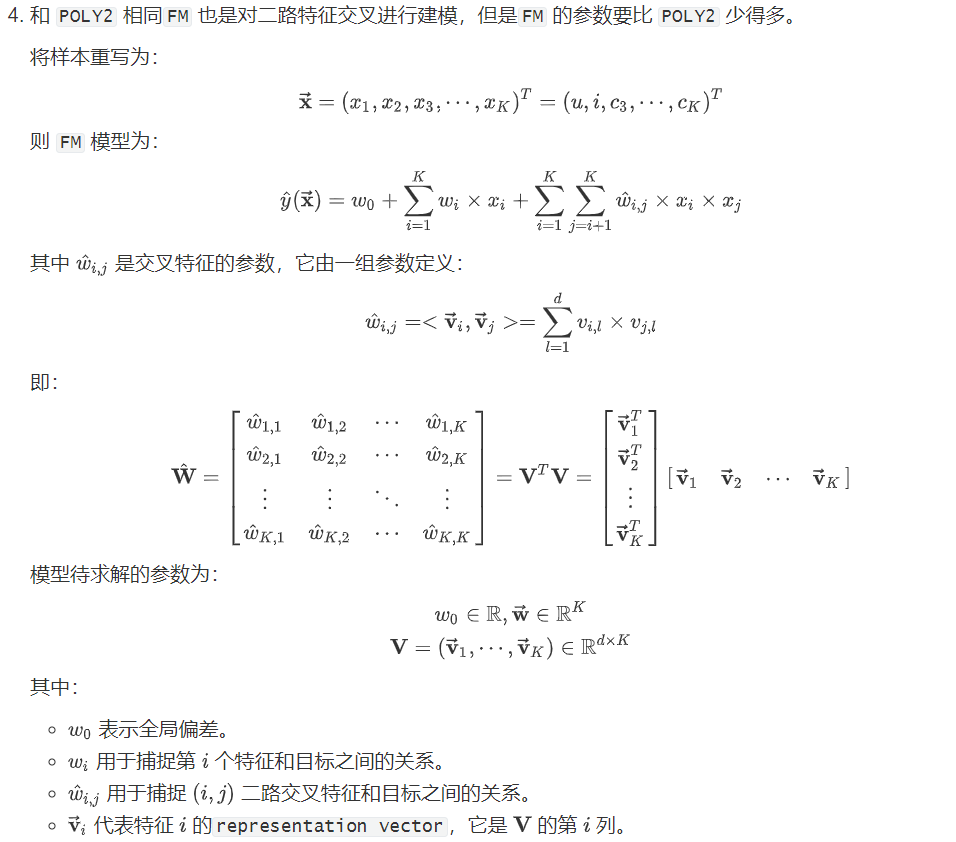 4. 和 POLY2 相同 FM 也是对二路特征交叉进行建模，但是 FM 的参数要比 POLY2 少得多。
将样本重写为：
$\vec{\mathbf{x}} = (x_1, x_2, x_3, \cdots, x_K)^T = (u, i, c_3, \cdots, c_K)^T$
则 FM 模型为：
$\hat{y}(\vec{\mathbf{x}}) = w_0 + \sum_{i=1}^{K} w_i \times x_i + \sum_{i=1}^{K} \sum_{j=i+1}^{K} \hat{w}_{i,j} \times x_i \times x_j$
其中 $\hat{w}_{i,j}$ 是交叉特征的参数，它由一组参数定义：
$\hat{w}_{i,j} = <\vec{\mathbf{v}}_i, \vec{\mathbf{v}}_j> = \sum_{l=1}^{d} v_{i,l} \times v_{j,l}$
即：
$\hat{\mathbf{W}} = \begin{bmatrix} \hat{w}_{1,1} & \hat{w}_{1,2} & \cdots & \hat{w}_{1,K} \\ \hat{w}_{2,1} & \hat{w}_{2,2} & \cdots & \hat{w}_{2,K} \\ \vdots & \vdots & \ddots & \vdots \\ \hat{w}_{K,1} & \hat{w}_{K,2} & \cdots & \hat{w}_{K,K} \end{bmatrix} = \mathbf{V}^T \mathbf{V} = \begin{bmatrix} \vec{\mathbf{v}}_1^T \\ \vec{\mathbf{v}}_2^T \\ \vdots \\ \vec{\mathbf{v}}_K^T \end{bmatrix} [\vec{\mathbf{v}}_1 \quad \vec{\mathbf{v}}_2 \quad \cdots \quad \vec{\mathbf{v}}_K]$
模型待求解的参数为：
$w_0 \in \mathbb{R}, \vec{\mathbf{w}} \in \mathbb{R}^K$
$\mathbf{V} = (\vec{\mathbf{v}}_1, \cdots, \vec{\mathbf{v}}_K) \in \mathbb{R}^{d \times K}$
其中：
◦ $w_0$ 表示全局偏差。
◦ $w_i$ 用于捕捉第 $i$ 个特征和目标之间的关系。
◦ $\hat{w}_{i,j}$ 用于捕捉 $(i, j)$ 二路交叉特征和目标之间的关系。
◦ $\vec{\mathbf{v}}_i$ 代表特征 $i$ 的 representation vector，它是 $\mathbf{V}$ 的第 $i$ 列。